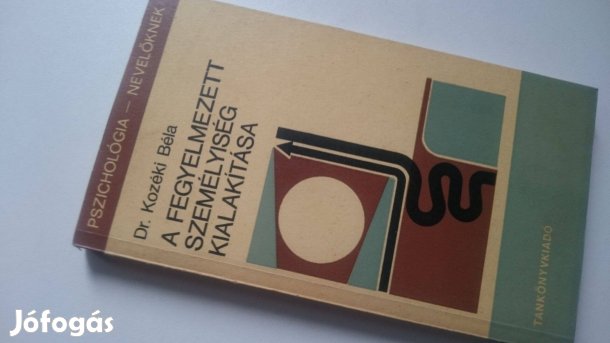 PSZICHOLÓGIA — NEVELŐKNEK
Dr. Kozéki Béla
A FEGYELMEZETT
SZEMÉLYISÉG
KIALAKÍTÁSA
TANKÖNYVKIADÓ
Jófogás